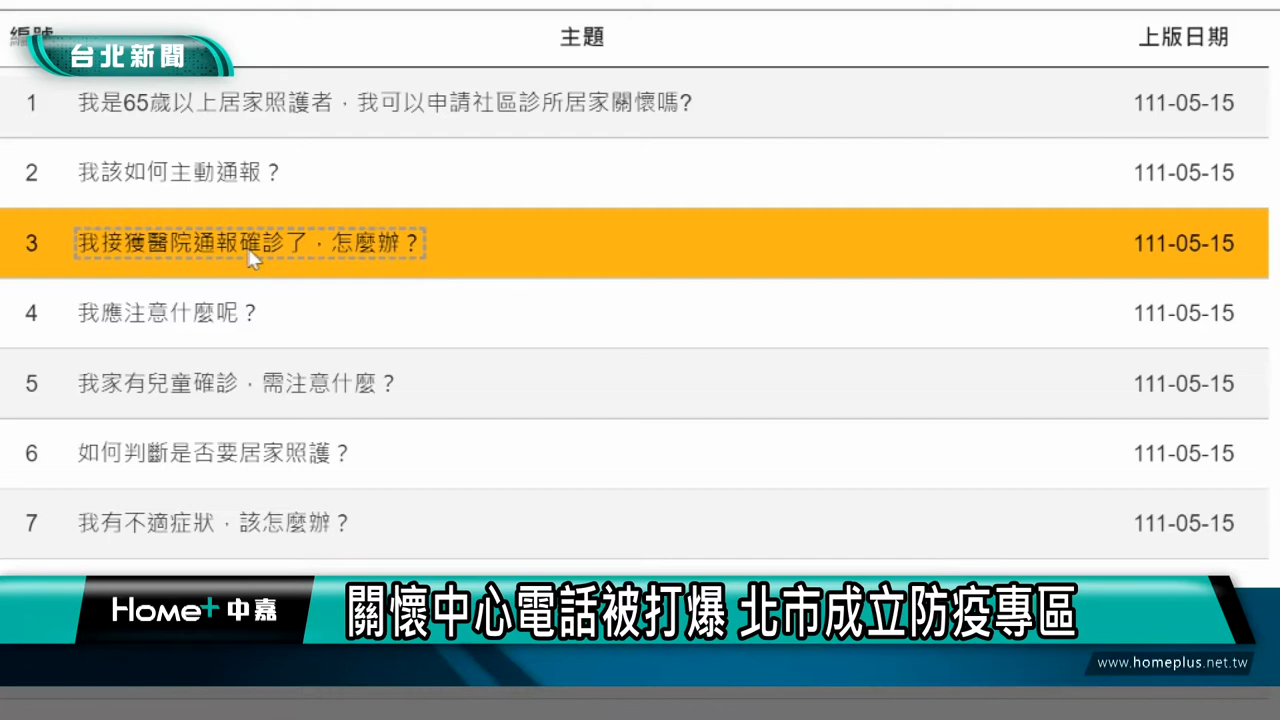 編號 主題 上版日期
台北新聞
1 我是65歲以上居家照護者，我可以申請社區診所居家關懷嗎? 111-05-15
2 我該如何主動通報？ 111-05-15
3 我接獲醫院通報確診了，怎麼辦？ 111-05-15
4 我應注意什麼呢？ 111-05-15
5 我家有兒童確診，需注意什麼？ 111-05-15
6 如何判斷是否要居家照護？ 111-05-15
7 我有不適症狀，該怎麼辦？ 111-05-15
Home+中嘉 關懷中心電話被打爆 北市成立防疫專區
www.homeplus.net.tw